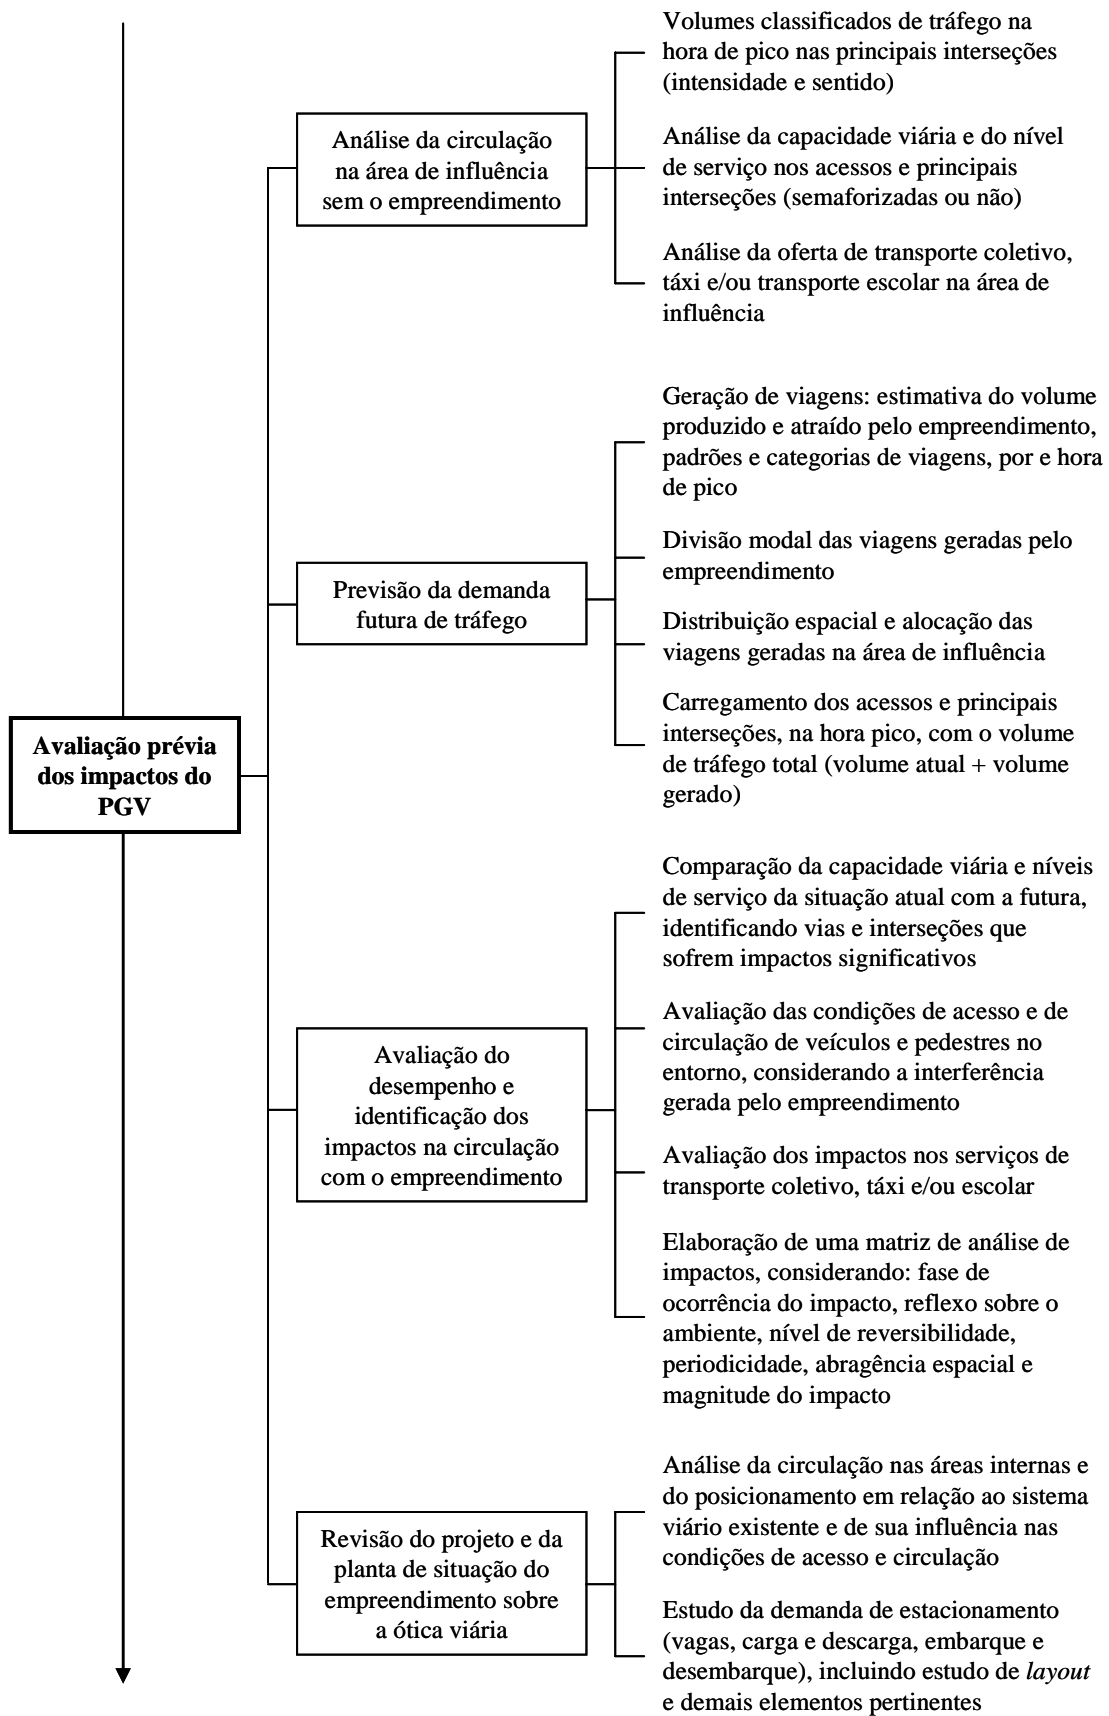 Volumes classificados de tráfego na
hora de pico nas principais interseções
(intensidade e sentido)
Análise da circulação
na área de influência
sem o empreendimento
Análise da capacidade viária e do nível
de serviço nos acessos e principais
interseções (semaforizadas ou não)
Análise da oferta de transporte coletivo,
táxi e/ou transporte escolar na área de
influência
Geração de viagens: estimativa do volume
produzido e atraído pelo empreendimento,
padrões e categorias de viagens, por e hora
de pico
Divisão modal das viagens geradas pelo
empreendimento
Previsão da demanda
futura de tráfego
Distribuição espacial e alocação das
viagens geradas na área de influência
Carregamento dos acessos e principais
interseções, na hora pico, com o volume
de tráfego total (volume atual + volume
gerado)
Avaliação prévia
dos impactos do
PGV
Comparação da capacidade viária e níveis
de serviço da situação atual com a futura,
identificando vias e interseções que
sofrem impactos significativos
Avaliação das condições de acesso e de
circulação de veículos e pedestres no
entorno, considerando a interferência
gerada pelo empreendimento
Avaliação do
desempenho e
identificação dos
impactos na circulação
com o empreendimento
Avaliação dos impactos nos serviços de
transporte coletivo, táxi e/ou escolar
Elaboração de uma matriz de análise de
impactos, considerando: fase de
ocorrência do impacto, reflexo sobre o
ambiente, nível de reversibilidade,
periodicidade, abragência espacial e
magnitude do impacto
Análise da circulação nas áreas internas e
do posicionamento em relação ao sistema
viário existente e de sua influência nas
condições de acesso e circulação
Revisão do projeto e da
planta de situação do
empreendimento sobre
a ótica viária
Estudo da demanda de estacionamento
(vagas, carga e descarga, embarque e
desembarque), incluindo estudo de layout
e demais elementos pertinentes